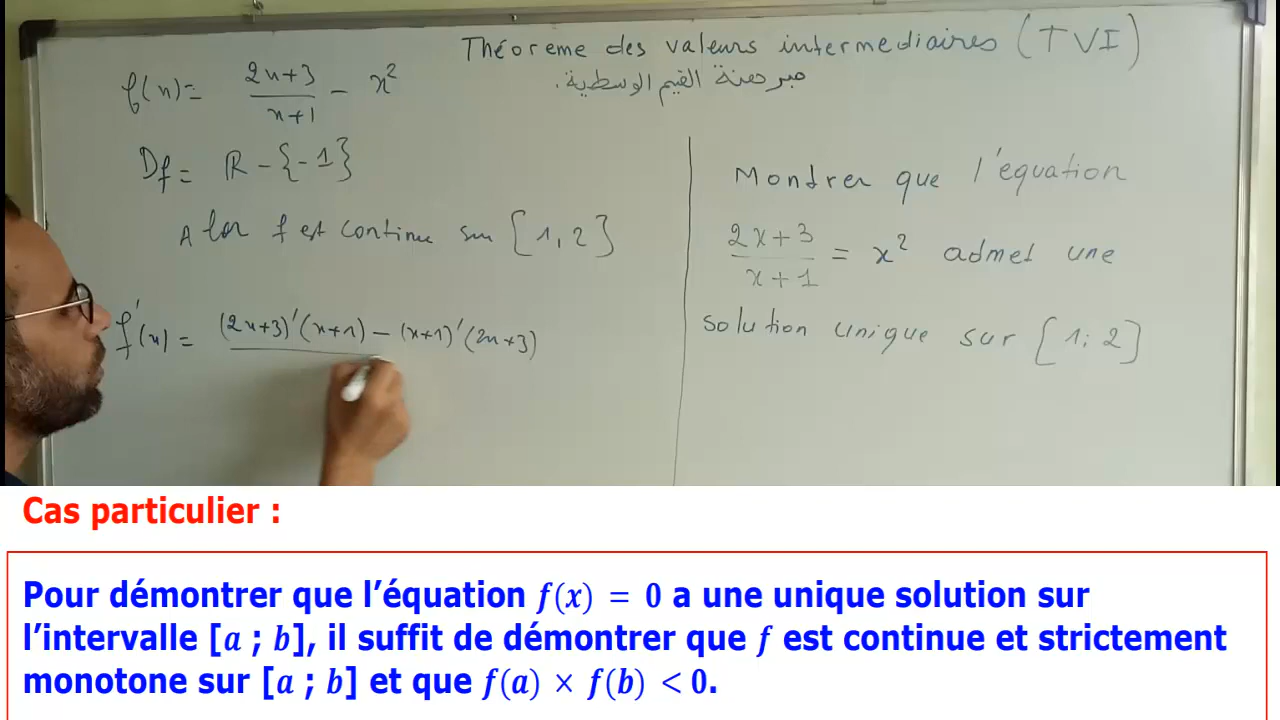 Théoreme des valeurs intermediaires (TVI)
مبرهنة القيم الوسطية.
f(x) = 2x+3 / x+1 - x²
Df = ℝ - {-1}
Alor f est continue sur [1, 2]
f'(x) = (2x+3)'(x+1) - (x+1)'(2x+3)
Montrer que l'équation
2x+3 / x+1 = x² admet une
solution unique sur [1; 2]
Cas particulier :
Pour démontrer que l’équation f(x) = 0 a une unique solution sur
l’intervalle [a ; b], il suffit de démontrer que f est continue et strictement
monotone sur [a ; b] et que f(a) × f(b) < 0.